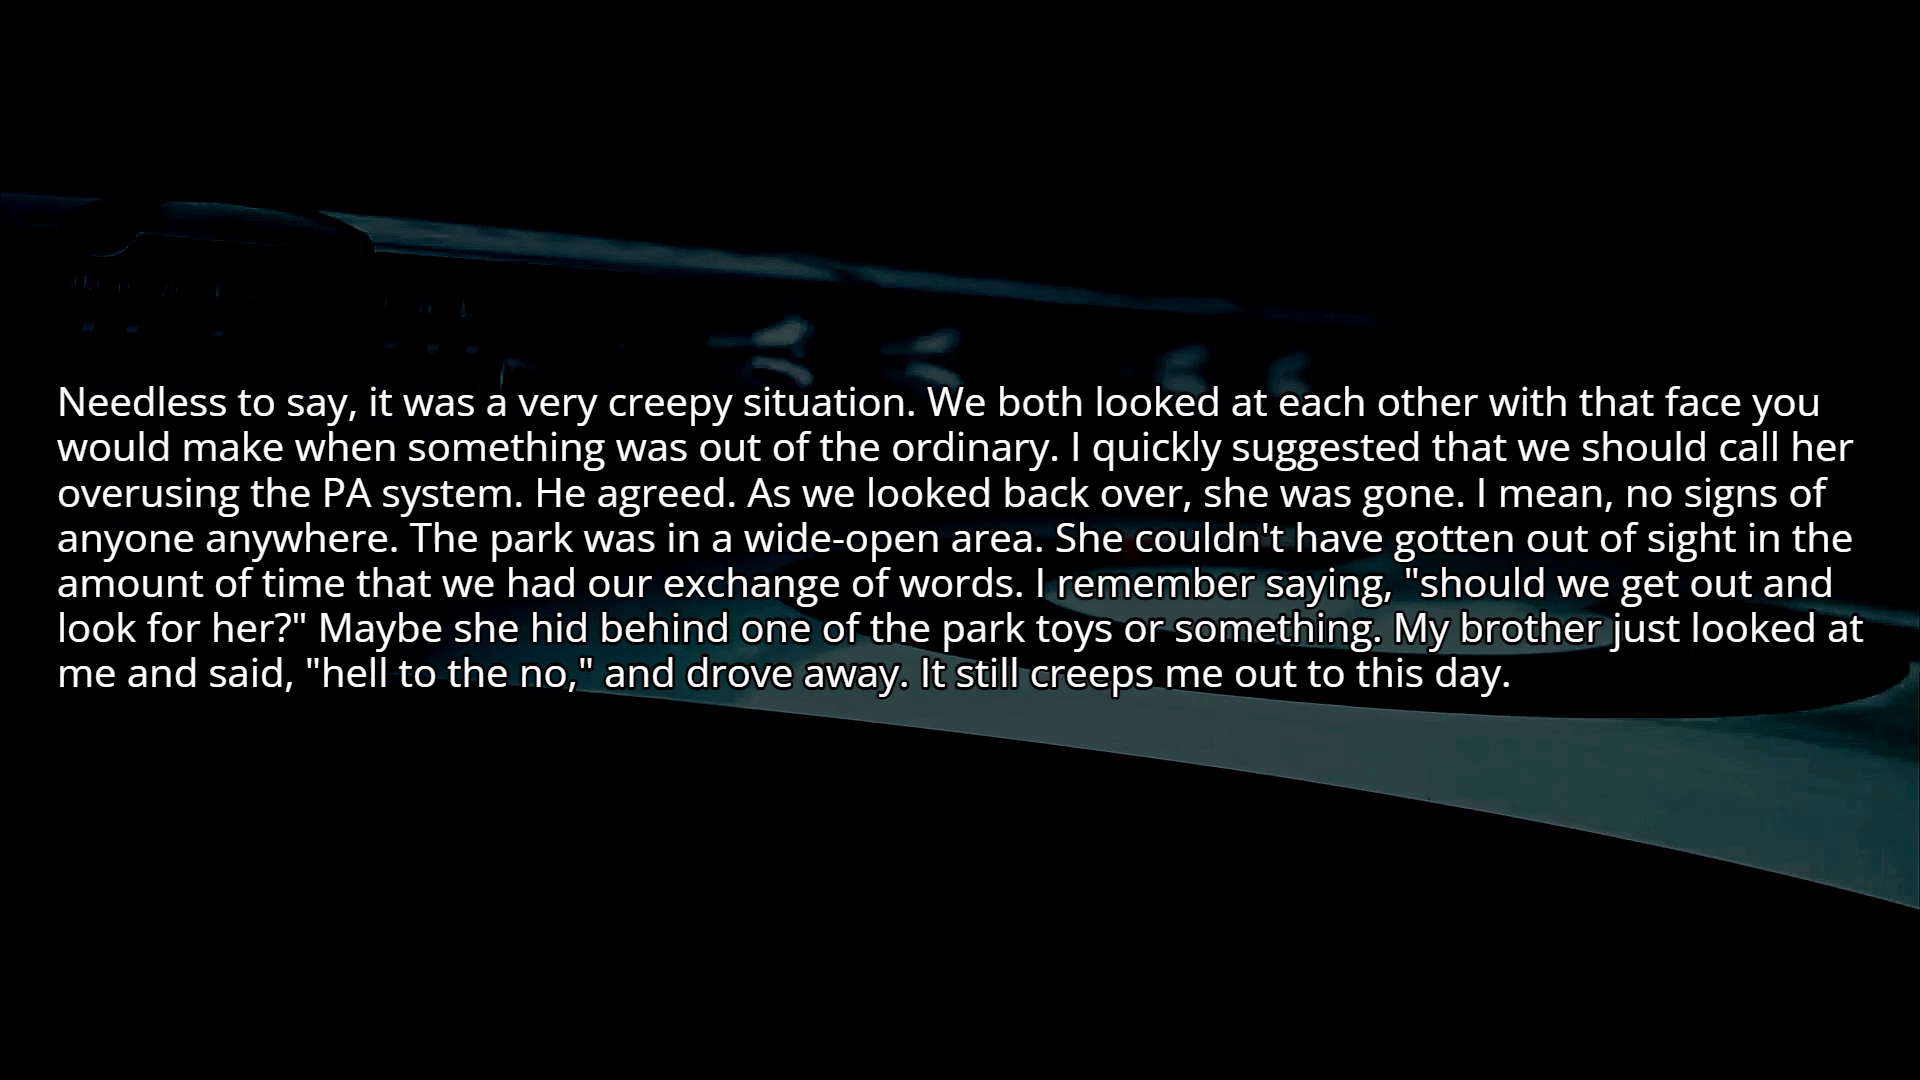 Needless to say, it was a very creepy situation. We both looked at each other with that face you
would make when something was out of the ordinary. I quickly suggested that we should call her
overusing the PA system. He agreed. As we looked back over, she was gone. I mean, no signs of
anyone anywhere. The park was in a wide-open area. She couldn't have gotten out of sight in the
amount of time that we had our exchange of words. I remember saying, "should we get out and
look for her?" Maybe she hid behind one of the park toys or something. My brother just looked at
me and said, "hell to the no," and drove away. It still creeps me out to this day.